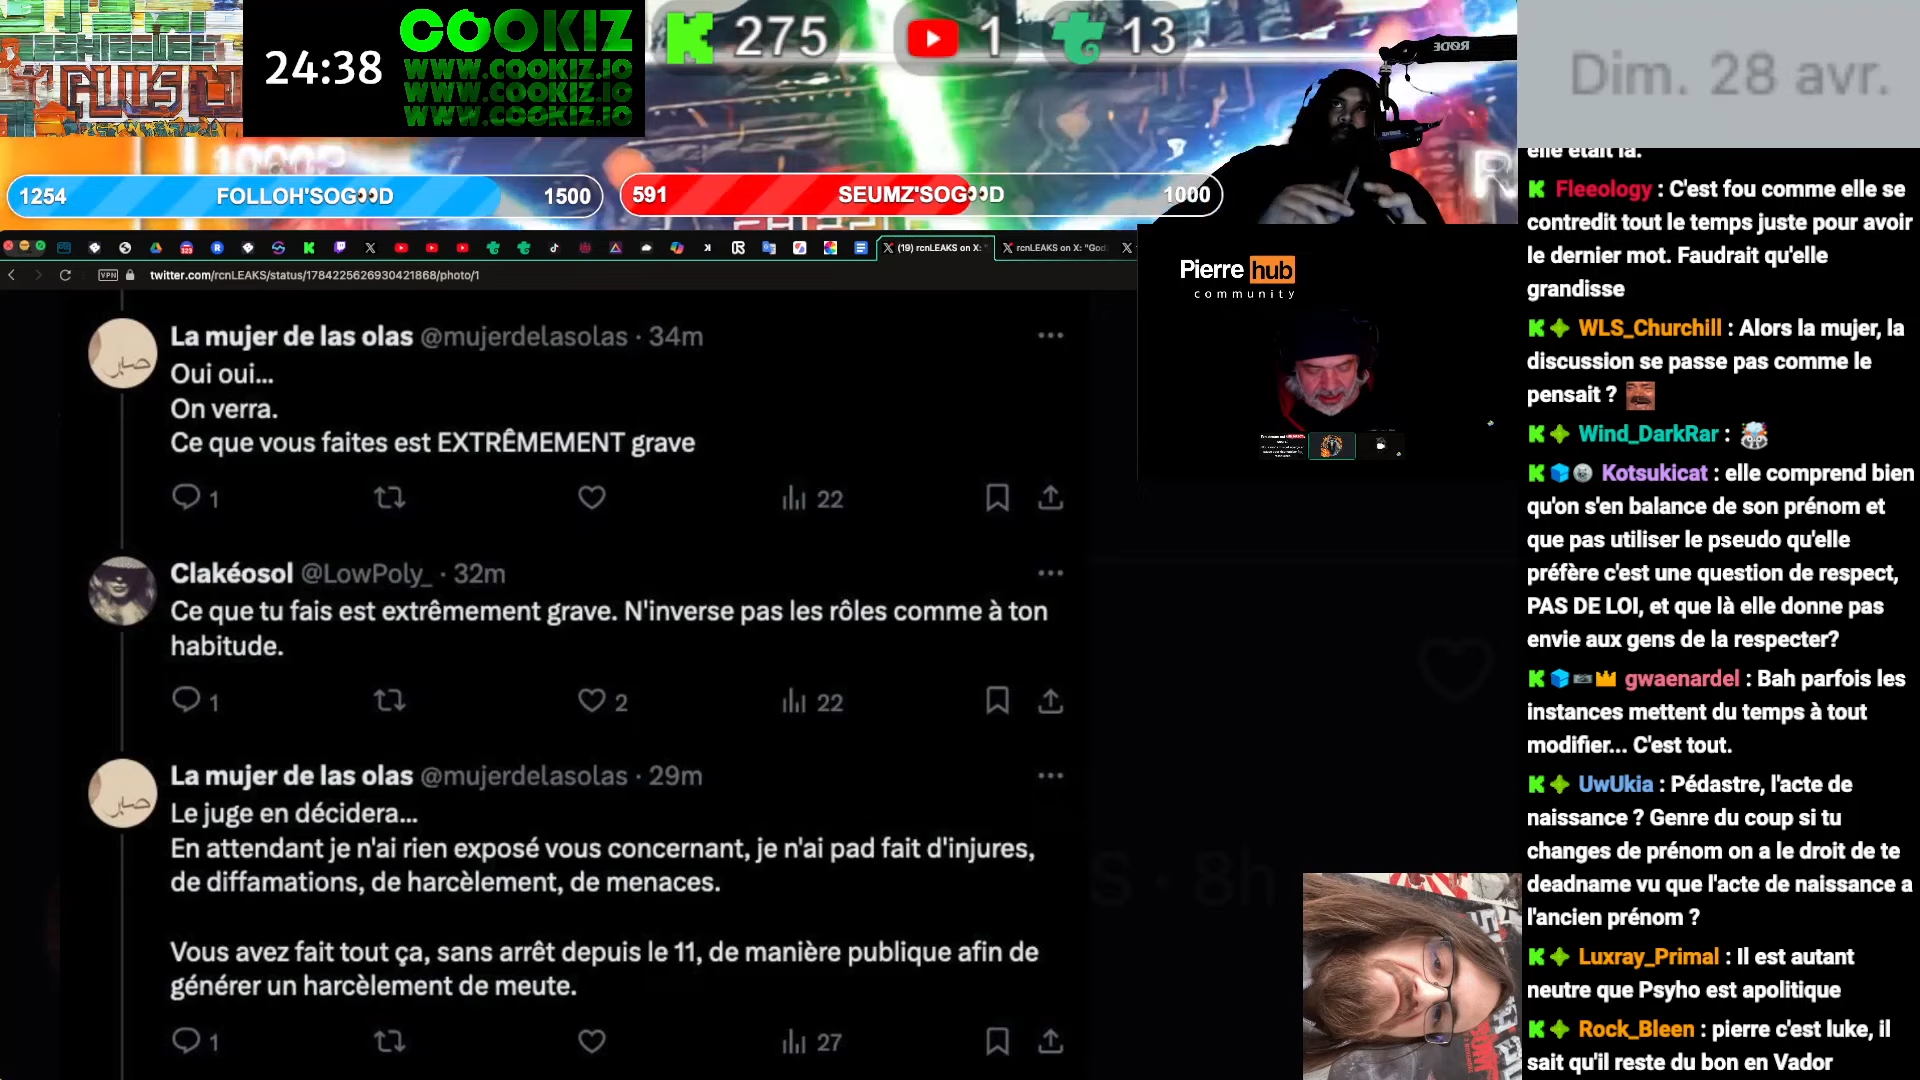 24:38
COOKIZ
WWW.COOKIZ.IO
WWW.COOKIZ.IO
WWW.COOKIZ.IO
275
1
13
RØDE
Dim. 28 avr.
1254 FOLLOH'SOG👀D 1500
591 SEUMZ'SOG👀D 1000
(19) rcnLEAKS on X: "
rcnLEAKS on X: "God
VPN twitter.com/rcnLEAKS/status/1784225626930421868/photo/1
Pierre hub
community
La mujer de las olas @mujerdelasolas · 34m
Oui oui...
On verra.
Ce que vous faites est EXTRÊMEMENT grave
1 22
Clakéosol @LowPoly_ · 32m
Ce que tu fais est extrêmement grave. N'inverse pas les rôles comme à ton
habitude.
1 2 22
La mujer de las olas @mujerdelasolas · 29m
Le juge en décidera...
En attendant je n'ai rien exposé vous concernant, je n'ai pad fait d'injures,
de diffamations, de harcèlement, de menaces.
Vous avez fait tout ça, sans arrêt depuis le 11, de manière publique afin de
générer un harcèlement de meute.
1 27
S · 8h
elle était là.
Fleeology : C'est fou comme elle se
contredit tout le temps juste pour avoir
le dernier mot. Faudrait qu'elle
grandisse
WLS_Churchill : Alors la mujer, la
discussion se passe pas comme le
pensait ?
Wind_DarkRar :
Kotsukicat : elle comprend bien
qu'on s'en balance de son prénom et
que pas utiliser le pseudo qu'elle
préfère c'est une question de respect,
PAS DE LOI, et que là elle donne pas
envie aux gens de la respecter?
gwaenardel : Bah parfois les
instances mettent du temps à tout
modifier... C'est tout.
UwUkia : Pédastre, l'acte de
naissance ? Genre du coup si tu
changes de prénom on a le droit de te
deadname vu que l'acte de naissance a
l'ancien prénom ?
Luxray_Primal : Il est autant
neutre que Psyho est apolitique
Rock_Bleen : pierre c'est luke, il
sait qu'il reste du bon en Vador